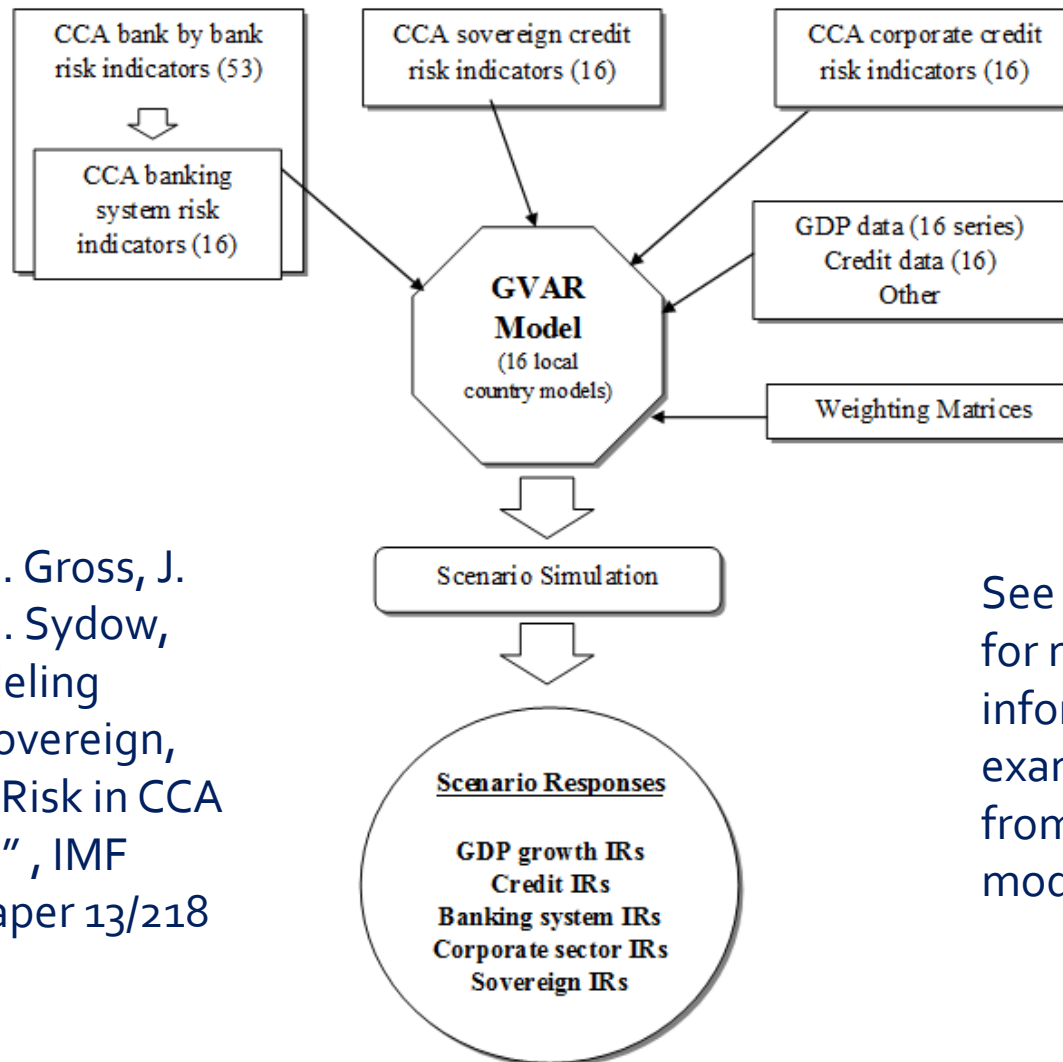 CCA bank by bank
risk indicators (53)
CCA banking
system risk
indicators (16)
CCA sovereign credit
risk indicators (16)
CCA corporate credit
risk indicators (16)
GDP data (16 series)
Credit data (16)
Other
Weighting Matrices
GVAR
Model
(16 local
country models)
Scenario Simulation
Scenario Responses
GDP growth IRs
Credit IRs
Banking system IRs
Corporate sector IRs
Sovereign IRs
. Gross, J.
. Sydow,
eling
overeign,
Risk in CCA
” , IMF
aper 13/218
See
for
infor
exar
from
mod